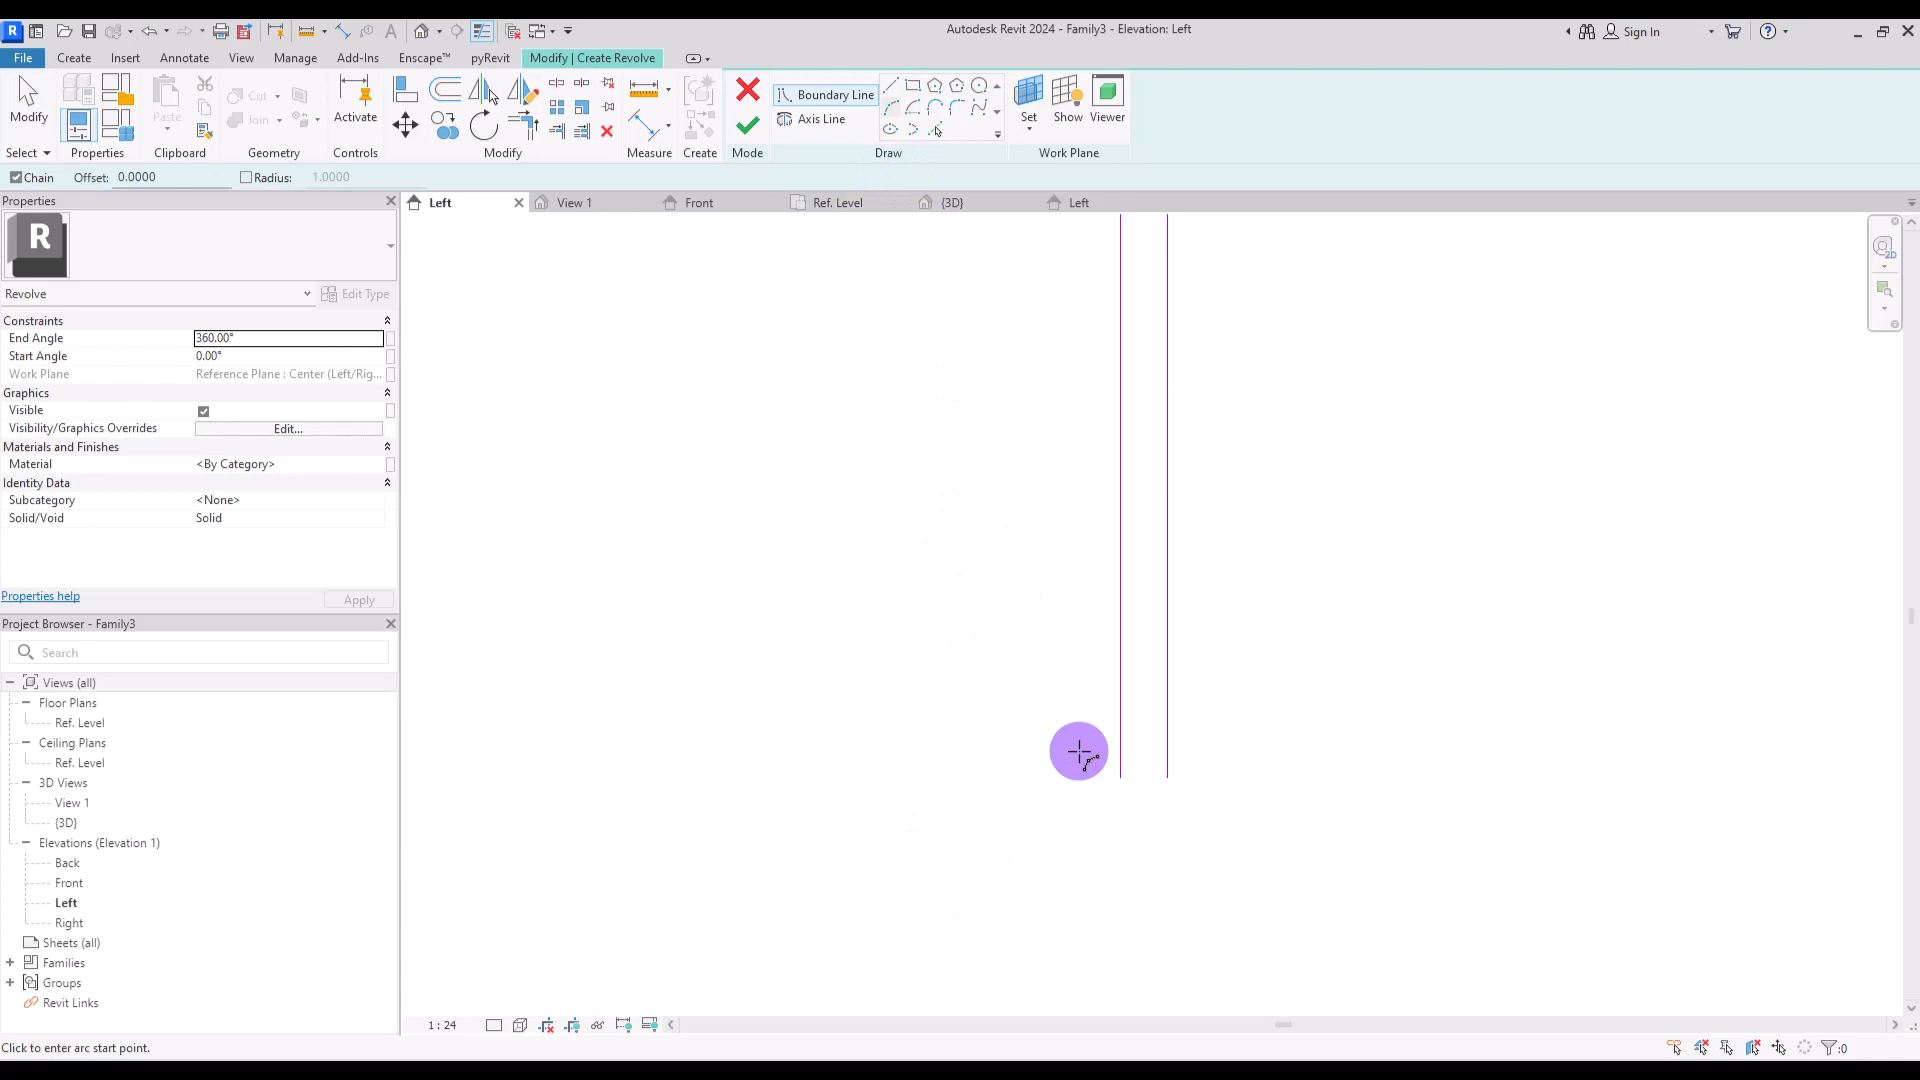 Autodesk Revit 2024 - Family3 - Elevation: Left
Sign In
File Create Insert Annotate View Manage Add-Ins Enscape™ pyRevit Modify | Create Revolve
Modify
Paste
Cut
Join
Activate
Boundary Line
Axis Line
Set Show Viewer
Select Properties Clipboard Geometry Controls Modify Measure Create Mode Draw Work Plane
Chain Offset: 0.0000 Radius: 1.0000
Properties
Left View 1 Front Ref. Level {3D} Left
R
Revolve Edit Type
Constraints
End Angle 360.00°
Start Angle 0.00°
Work Plane Reference Plane : Center (Left/Rig...
Graphics
Visible
Visibility/Graphics Overrides Edit...
Materials and Finishes
Material <By Category>
Identity Data
Subcategory <None>
Solid/Void Solid
Properties help Apply
Project Browser - Family3
Search
Views (all)
Floor Plans
Ref. Level
Ceiling Plans
Ref. Level
3D Views
View 1
{3D}
Elevations (Elevation 1)
Back
Front
Left
Right
Sheets (all)
Families
Groups
Revit Links
1 : 24
Click to enter arc start point.
:0
2D